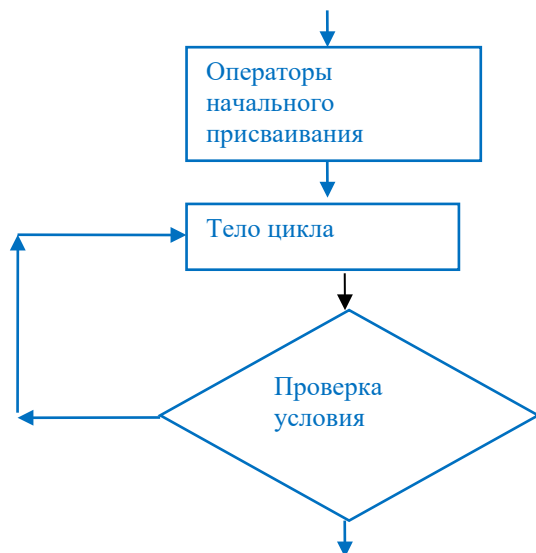 Операторы
начального
присваивания
Тело цикла
Проверка
условия